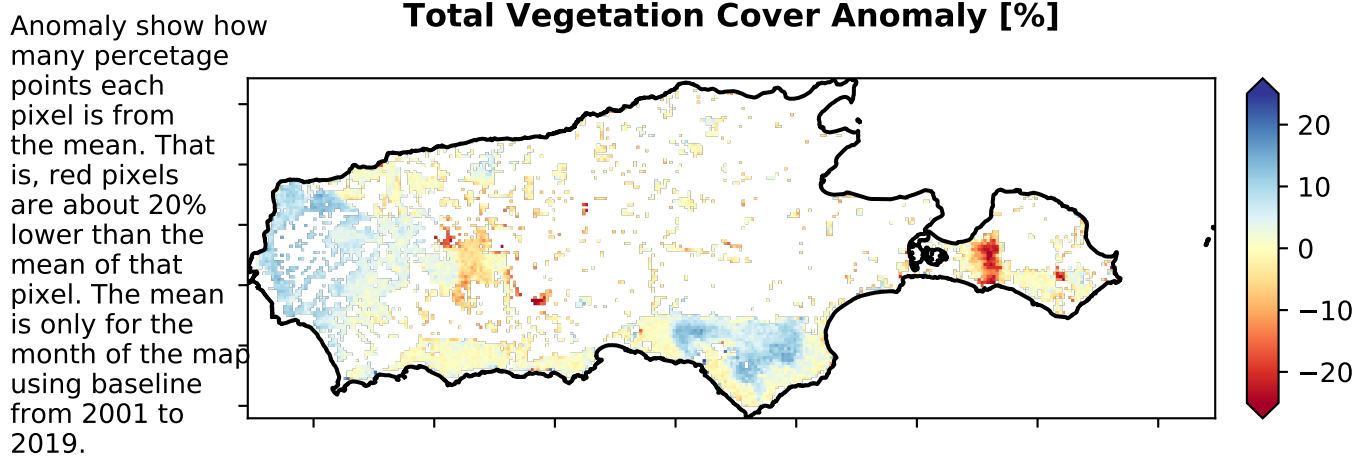 Total Vegetation Cover Anomaly [%]
Anomaly show how
many percetage
points each
pixel is from
the mean. That
is, red pixels
are about 20%
lower than the
mean of that
pixel. The mean
is only for the
month of the map
using baseline
from 2001 to
2019.
20
10
0
−10
−20